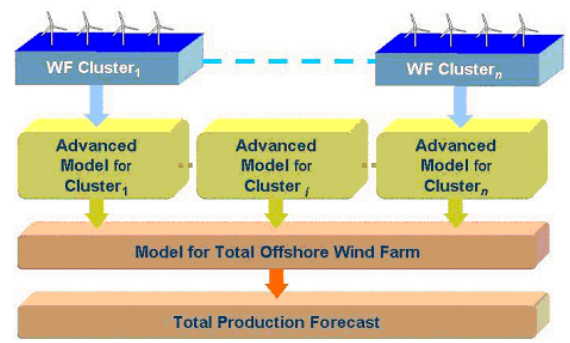 WF Cluster1
WF Clustern
Advanced
Model for
Cluster1
Advanced
Model for
Cluster i
Advanced
Model for
Clustern
Model for Total Offshore Wind Farm
Total Production Forecast